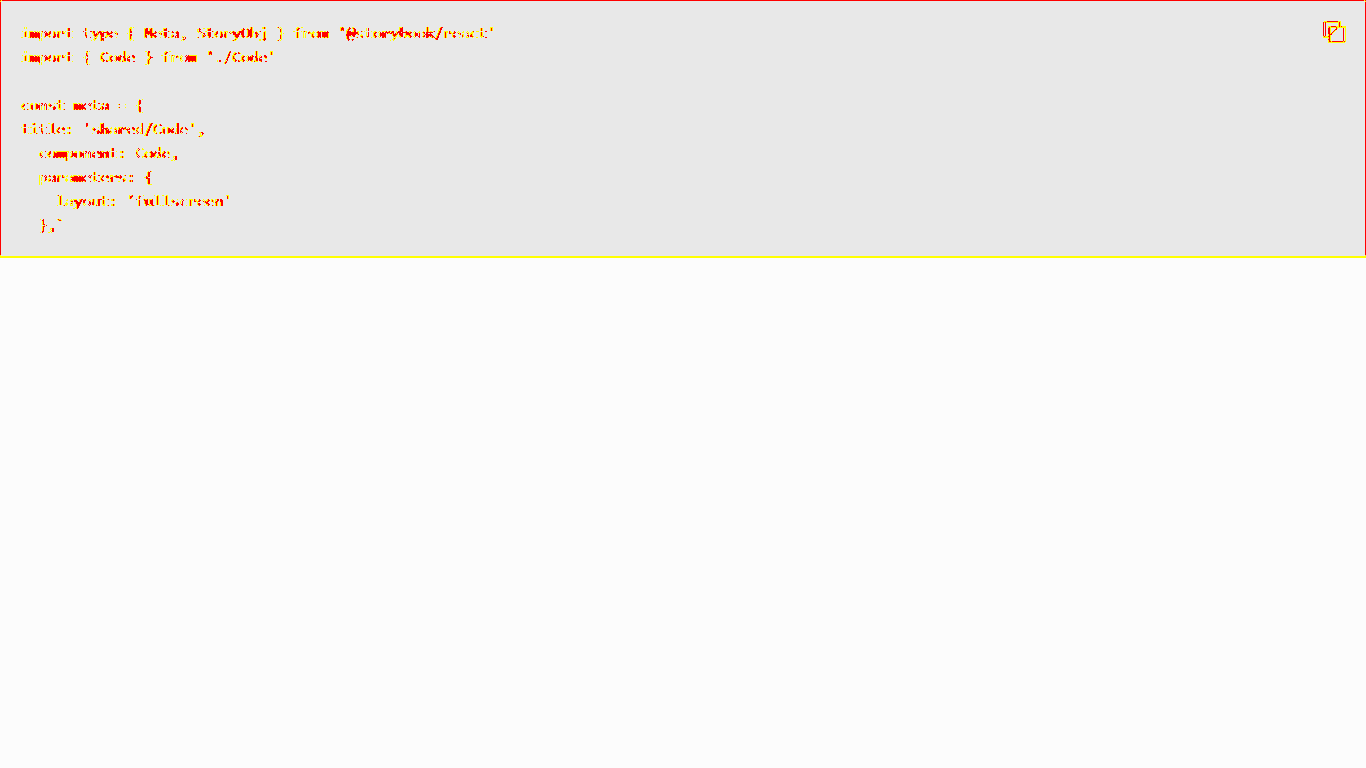 import type { Meta, StoryObj } from '@storybook/react'
import { Code } from './Code'

const meta = {
title: 'shared/Code',
  component: Code,
  parameters: {
    layout: 'fullscreen'
  },`